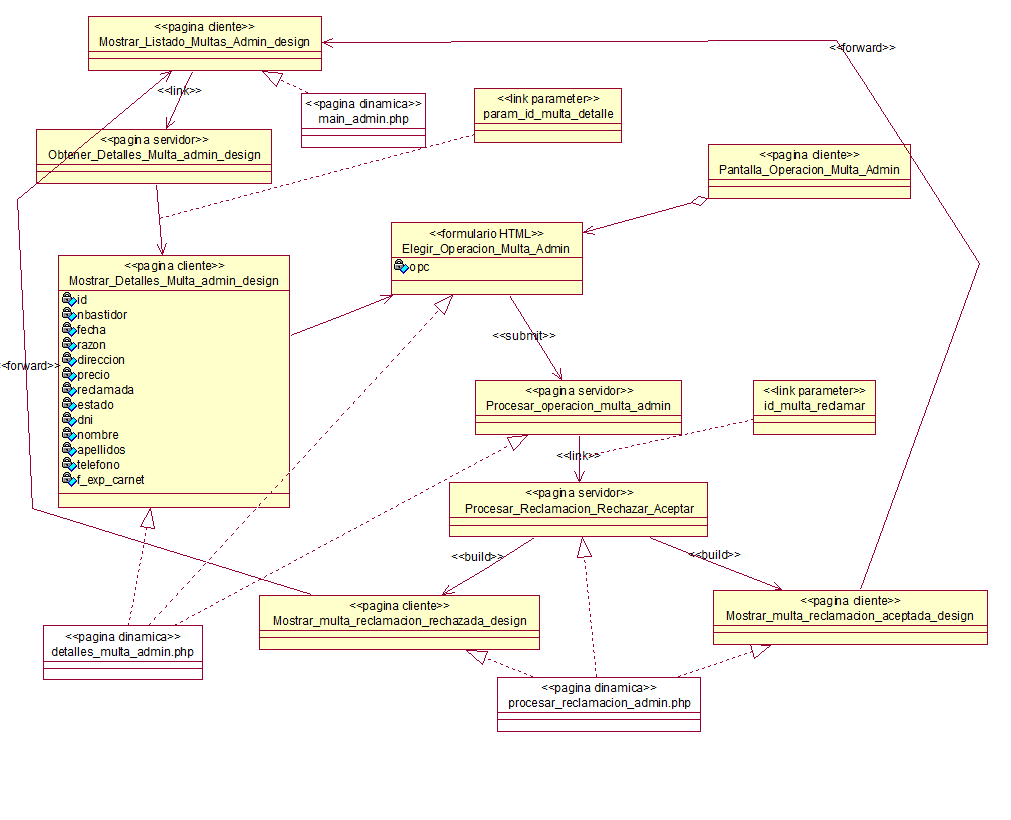 <<pagina cliente>>
Mostrar_Listado_Multas_Admin_design
<<forward>>
<<link>>
<<pagina dinamica>>
main_admin.php
<<link parameter>>
param_id_multa_detalle
<<pagina servidor>>
Obtener_Detalles_Multa_admin_design
<<pagina cliente>>
Pantalla_Operacion_Multa_Admin
<<formulario HTML>>
Elegir_Operacion_Multa_Admin
opc
<<pagina cliente>>
Mostrar_Detalles_Multa_admin_design
id
nbastidor
fecha
razon
direccion
precio
reclamada
estado
dni
nombre
apellidos
telefono
f_exp_carnet
<<submit>>
<<forward>>
<<pagina servidor>>
Procesar_operacion_multa_admin
<<link parameter>>
id_multa_reclamar
<<link>>
<<pagina servidor>>
Procesar_Reclamacion_Rechazar_Aceptar
<<build>>
<<build>>
<<pagina cliente>>
Mostrar_multa_reclamacion_rechazada_design
<<pagina cliente>>
Mostrar_multa_reclamacion_aceptada_design
<<pagina dinamica>>
detalles_multa_admin.php
<<pagina dinamica>>
procesar_reclamacion_admin.php